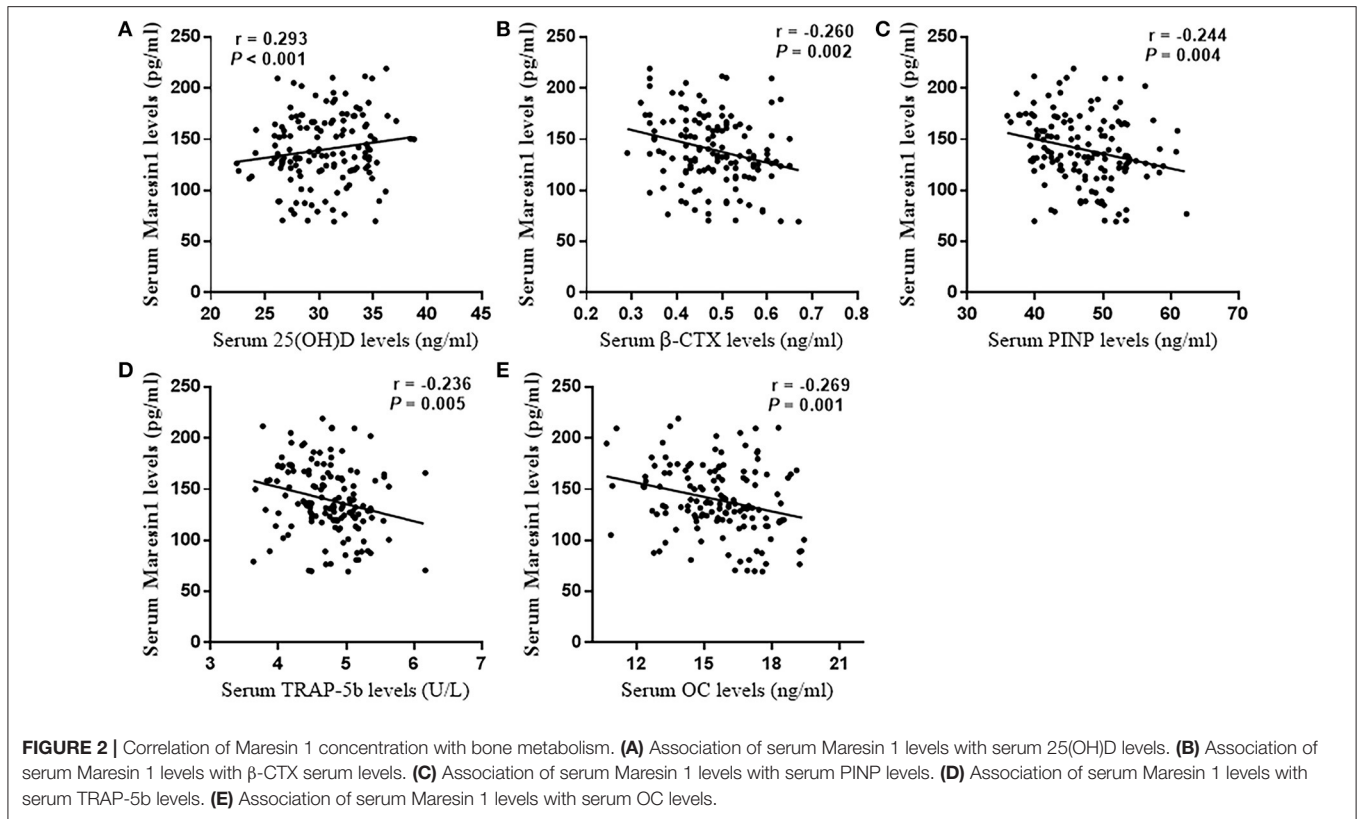 A
r = 0.293
P < 0.001
Serum Maresin1 levels (pg/ml)
250
200
150
100
50
0
20 25 30 35 40 45
Serum 25(OH)D levels (ng/ml)
B
r = -0.260
P = 0.002
Serum Maresin1 levels (pg/ml)
250
200
150
100
50
0
0.2 0.3 0.4 0.5 0.6 0.7 0.8
Serum β-CTX levels (ng/ml)
C
r = -0.244
P = 0.004
Serum Maresin1 levels (pg/ml)
250
200
150
100
50
0
30 40 50 60 70
Serum PINP levels (ng/ml)
D
r = -0.236
P = 0.005
Serum Maresin1 levels (pg/ml)
250
200
150
100
50
0
3 4 5 6 7
Serum TRAP-5b levels (U/L)
E
r = -0.269
P = 0.001
Serum Maresin1 levels (pg/ml)
250
200
150
100
50
0
12 15 18 21
Serum OC levels (ng/ml)
FIGURE 2 | Correlation of Maresin 1 concentration with bone metabolism. (A) Association of serum Maresin 1 levels with serum 25(OH)D levels. (B) Association of
serum Maresin 1 levels with β-CTX serum levels. (C) Association of serum Maresin 1 levels with serum PINP levels. (D) Association of serum Maresin 1 levels with
serum TRAP-5b levels. (E) Association of serum Maresin 1 levels with serum OC levels.